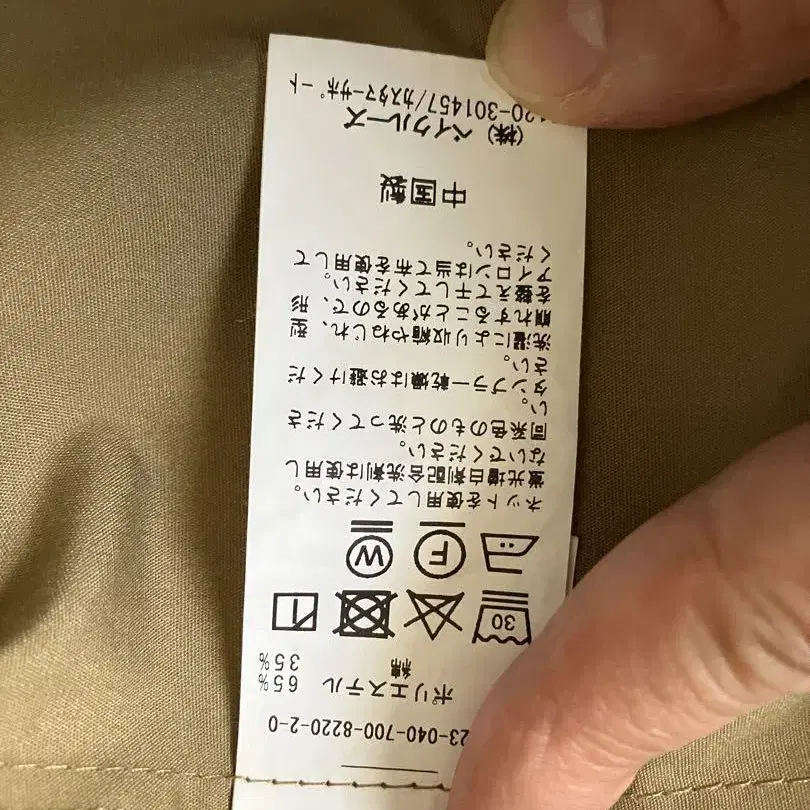 23-040-700-8220-2-0
ポリエステル 65%
綿 35%
30
F W
ネットを使用してください。
蛍光増白剤配合洗剤は使用し
ないでください。
同系色のものと洗ってくださ
い。
タンブラー乾燥はお避けくだ
さい。
洗濯により収縮やねじれ、型
崩れすることがあるので、形
を整えて干してください。
アイロンは当て布を使用して
ください。
中国製
(株) ベイクルーズ
120-301457/カスタマーサポート